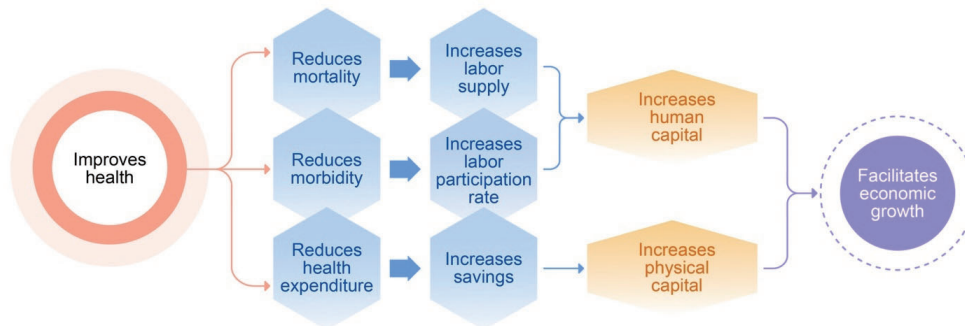 Improves
health
Reduces
mortality
Increases
labor
supply
Reduces
morbidity
Increases
labor
participation
rate
Reduces
health
expenditure
Increases
savings
Increases
human
capital
Increases
physical
capital
Facilitates
economic
growth